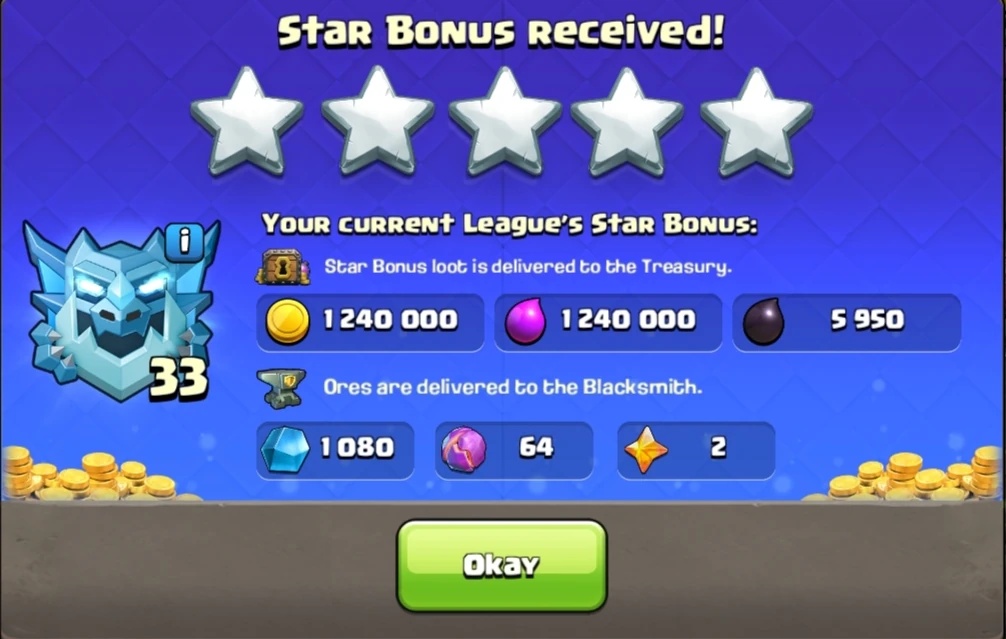 Star Bonus received!
Your current League's Star Bonus:
i
Star Bonus loot is delivered to the Treasury.
1 240 000 1 240 000 5 950
33
Ores are delivered to the Blacksmith.
1 080 64 2
Okay